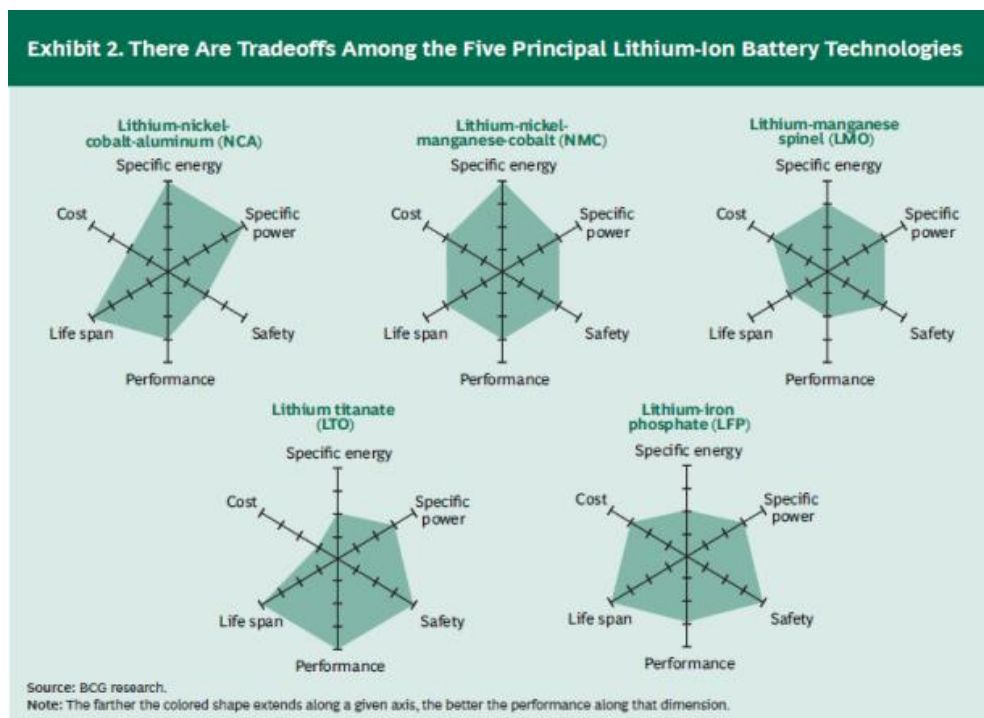 Exhibit 2. There Are Tradeoffs Among the Five Principal Lithium-Ion Battery Technologies
Lithium-nickel-
cobalt-aluminum (NCA)
Specific energy
Cost
Specific
power
Life span
Safety
Performance
Lithium-nickel-
manganese-cobalt (NMC)
Specific energy
Cost
Specific
power
Life span
Safety
Performance
Lithium-manganese
spinel (LMO)
Specific energy
Cost
Specific
power
Life span
Safety
Performance
Lithium titanate
(LTO)
Specific energy
Cost
Specific
power
Life span
Safety
Performance
Lithium-iron
phosphate (LFP)
Specific energy
Cost
Specific
power
Life span
Safety
Performance
Source: BCG research.
Note: The farther the colored shape extends along a given axis, the better the performance along that dimension.